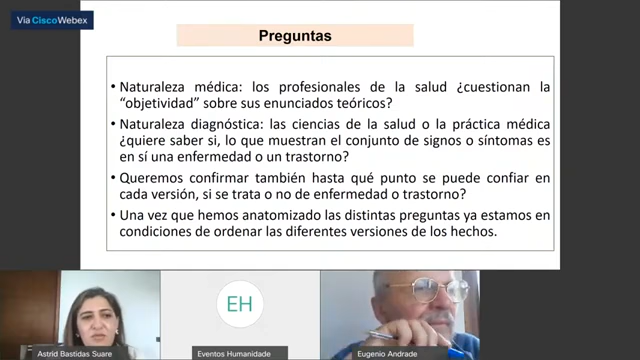 Via Cisco Webex
Preguntas
• Naturaleza médica: los profesionales de la salud ¿cuestionan la
“objetividad” sobre sus enunciados teóricos?
• Naturaleza diagnóstica: las ciencias de la salud o la práctica médica
¿quiere saber si, lo que muestran el conjunto de signos o síntomas es
en sí una enfermedad o un trastorno?
• Queremos confirmar también hasta qué punto se puede confiar en
cada versión, si se trata o no de enfermedad o trastorno?
• Una vez que hemos anatomizado las distintas preguntas ya estamos en
condiciones de ordenar las diferentes versiones de los hechos.
EH
Astrid Bastidas Suare
Eventos Humanidade
Eugenio Andrade